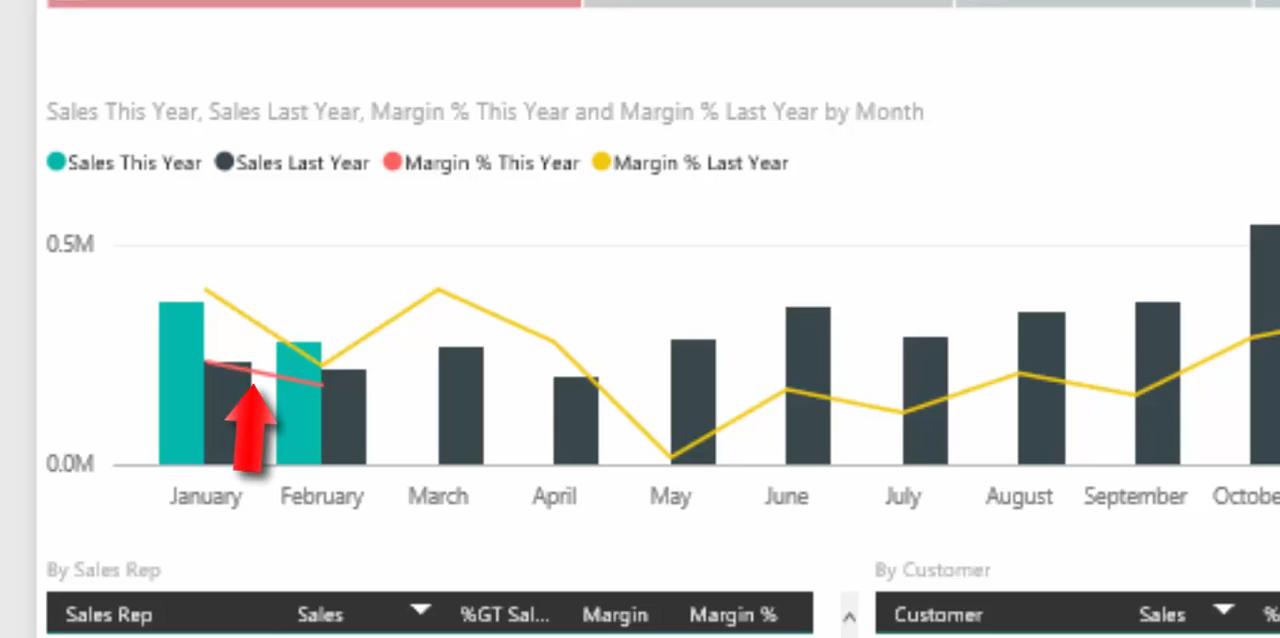 Sales This Year, Sales Last Year, Margin % This Year and Margin % Last Year by Month
Sales This Year Sales Last Year Margin % This Year Margin % Last Year
0.5M
0.0M
January February March April May June July August September Octobe
By Sales Rep By Customer
Sales Rep Sales %GT Sal... Margin Margin % Customer Sales %